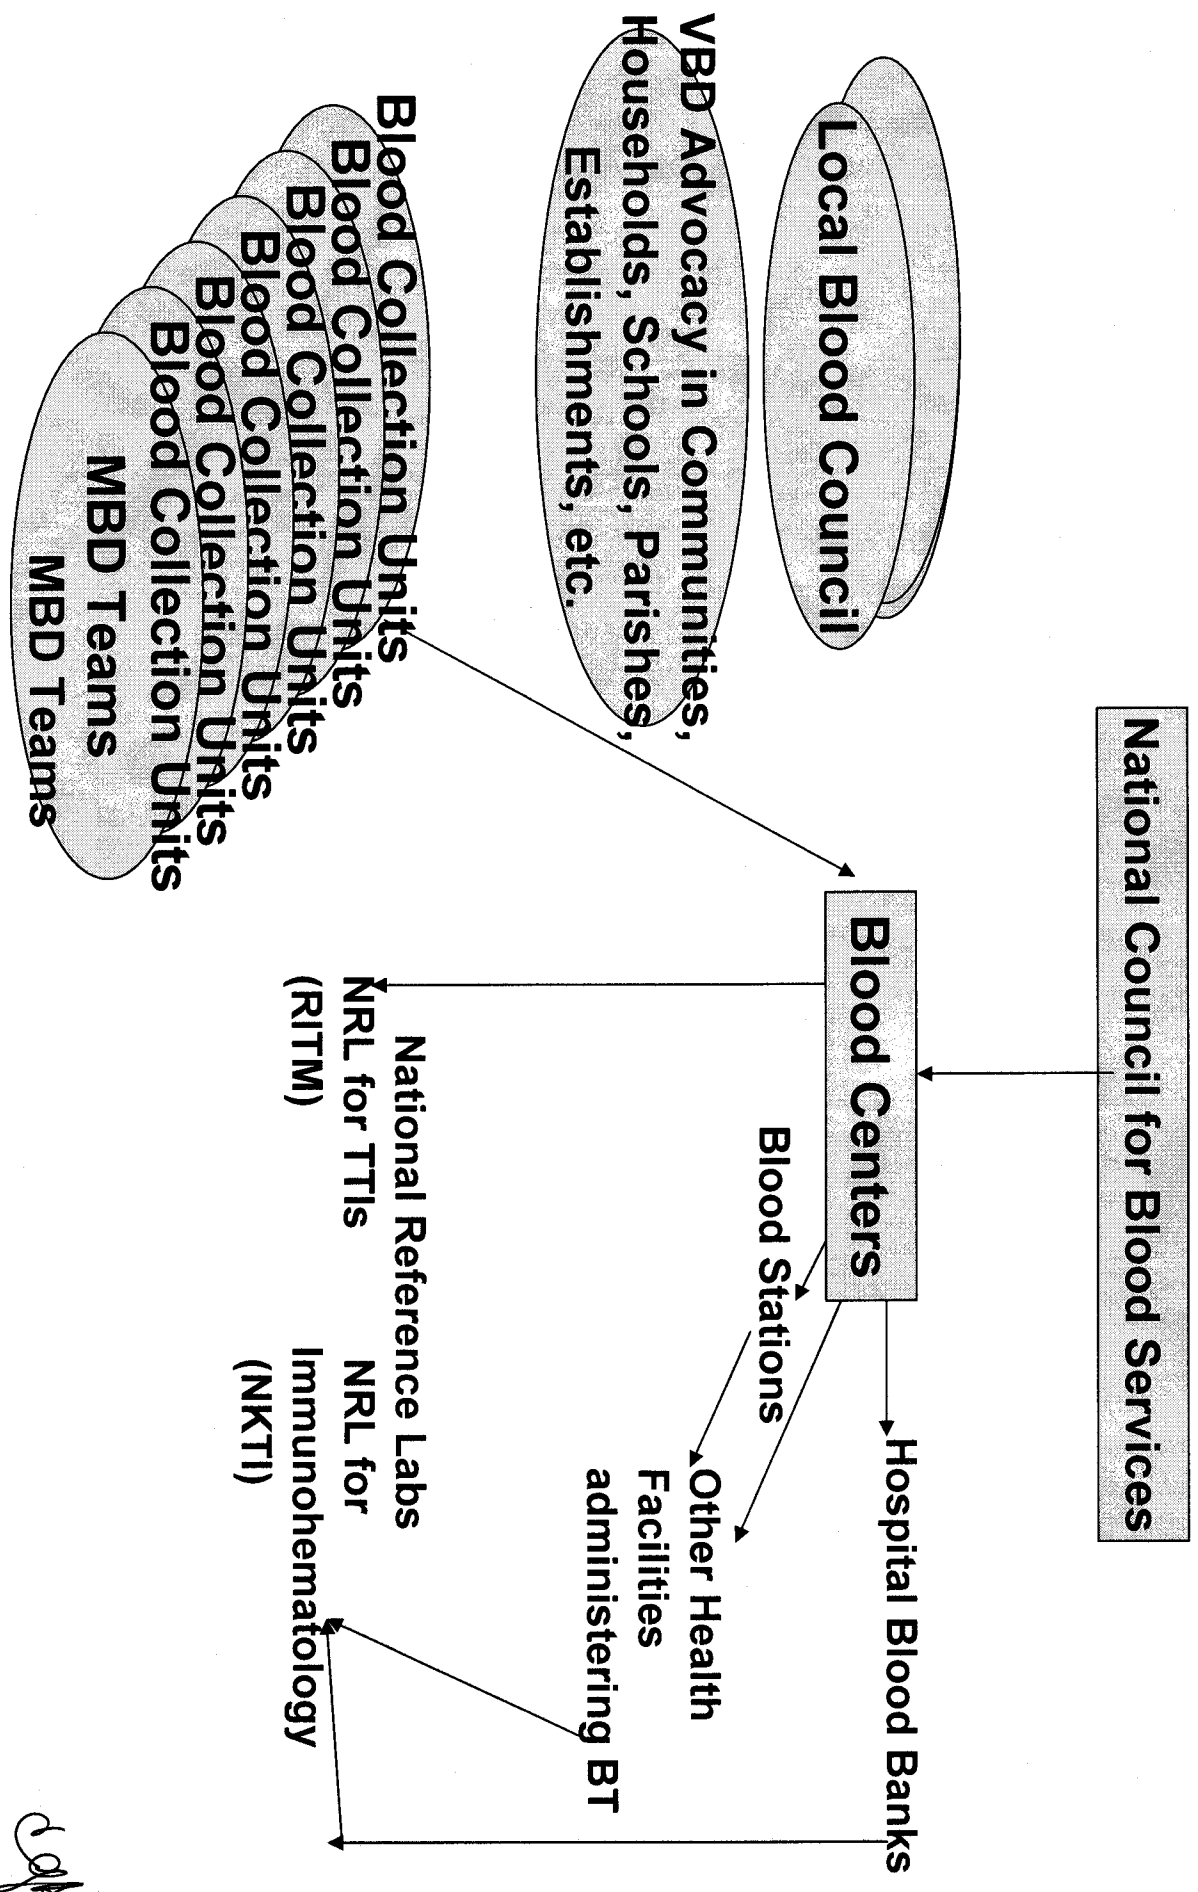 National Council for Blood Services
Local Blood Council
VBD Advocacy in Communities,
Households, Schools, Parishes,
Establishments, etc.
Blood Collection Units
Blood Collection Units
Blood Collection Units
Blood Collection Units
Blood Collection Units
Blood Collection Units
MBD Teams
MBD Teams
Blood Centers
Hospital Blood Banks
Blood Stations
Other Health
Facilities
administering BT
National Reference Labs
NRL for TTIs
(RITM)
NRL for
Immunohematology
(NKTI)